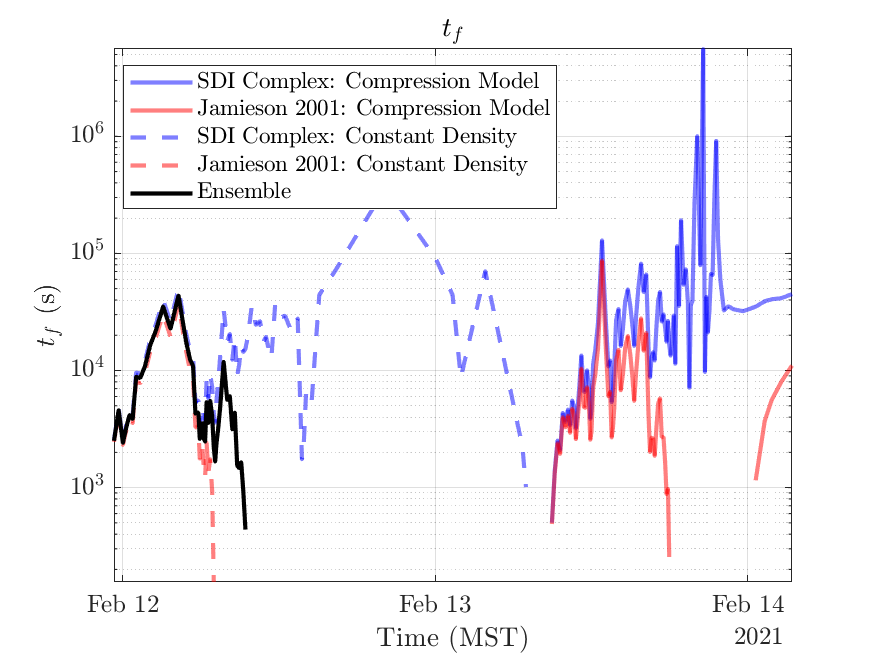 t_f
SDI Complex: Compression Model
Jamieson 2001: Compression Model
SDI Complex: Constant Density
Jamieson 2001: Constant Density
Ensemble
10^6
10^5
10^4
10^3
t_f (s)
Feb 12 Feb 13 Feb 14
2021
Time (MST)